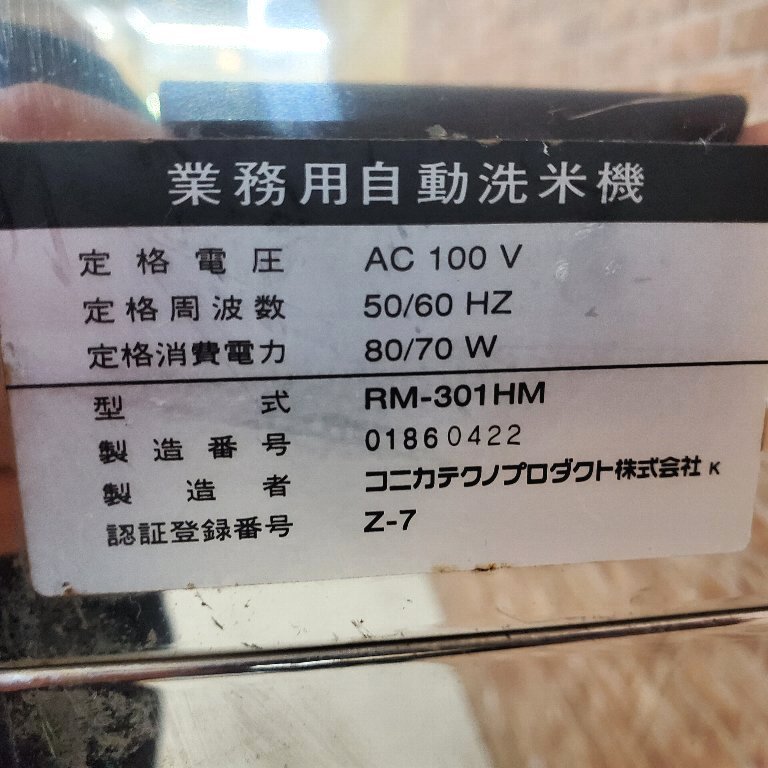 業務用自動洗米機
定格電圧 AC 100 V
定格周波数 50/60 HZ
定格消費電力 80/70 W
型式 RM-301HM
製造番号 01860422
製造者 コニカテクノプロダクト株式会社 K
認証登録番号 Z-7